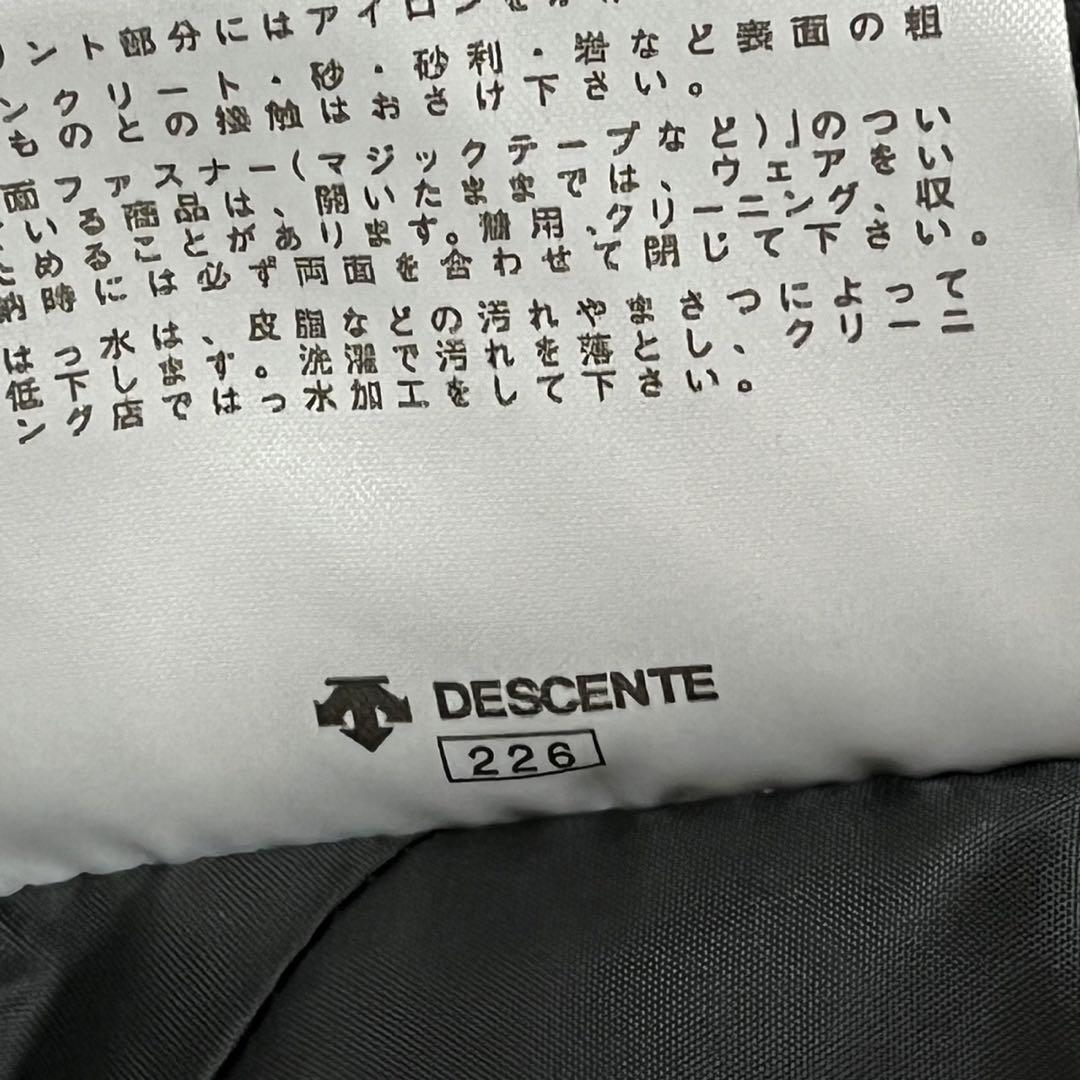 ント部分にはアイロンを
ンクリート・砂・砂利・岩など表面の粗
ものとの接触はおさけ下さい。
面ファスナー(マジックテープなど)」のつい
いる商品は、開いたままでは、ウェアをい
めることがあります。着用、クリーニング、収
納時には必ず両面を合わせて閉じて下さい。
はっ水は、皮脂などの汚れやまさつによって
低下します。洗濯で汚れを落とし、クリーニ
ング店ではっ水加工をして下さい。
DESCENTE
226